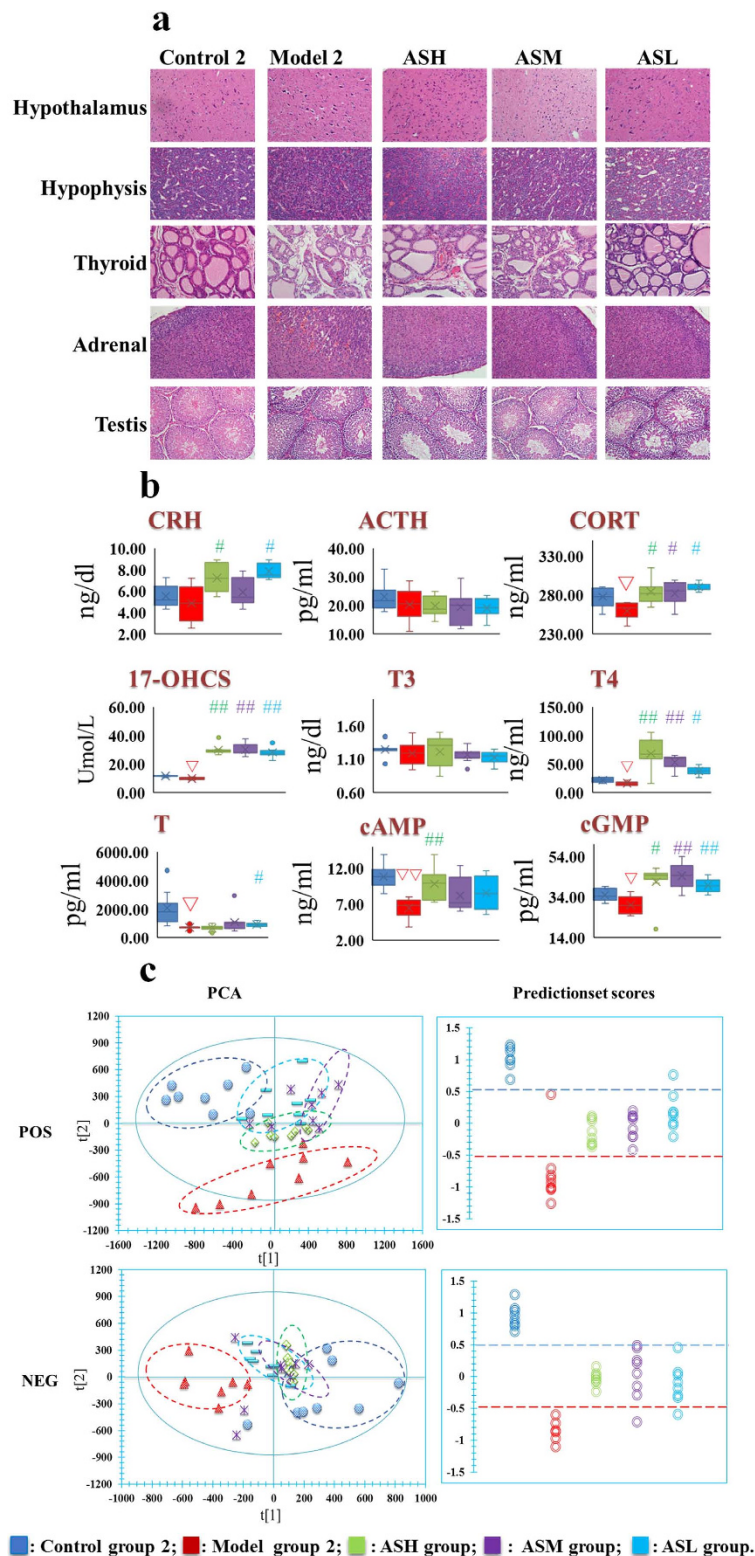 a
Control 2 Model 2 ASH ASM ASL
Hypothalamus
Hypophysis
Thyroid
Adrenal
Testis
b
CRH ACTH CORT
# # # # #
10.00 40.00 330.00
8.00 30.00 280.00
6.00 20.00 230.00
4.00 10.00
2.00
ng/dl pg/ml ng/ml
17-OHCS T3 T4
## ## ## ## ## #
60.00 1.60 150.00
40.00 1.10 100.00
20.00 0.60 50.00
0.00 0.00
Umol/L ng/dl ng/ml
T cAMP cGMP
# ## # ## ##
6000.00 12.00 54.00
4000.00 7.00 34.00
2000.00 2.00 14.00
0.00
pg/ml ng/ml pg/ml
c
PCA Predictionset scores
POS
t[2]
1200
900
600
300
0
-300
-600
-900
-1200
-1600 -1200 -800 -400 0 400 800 1200 1600
t[1]
1.5
1
0.5
0
-0.5
-1
-1.5
NEG
t[2]
1200
900
600
300
0
-300
-600
-900
-1200
-1000 -800 -600 -400 -200 0 200 400 600 800 1000
t[1]
1.5
1
0.5
0
-0.5
-1
-1.5
: Control group 2; : Model group 2; : ASH group; : ASM group; : ASL group.